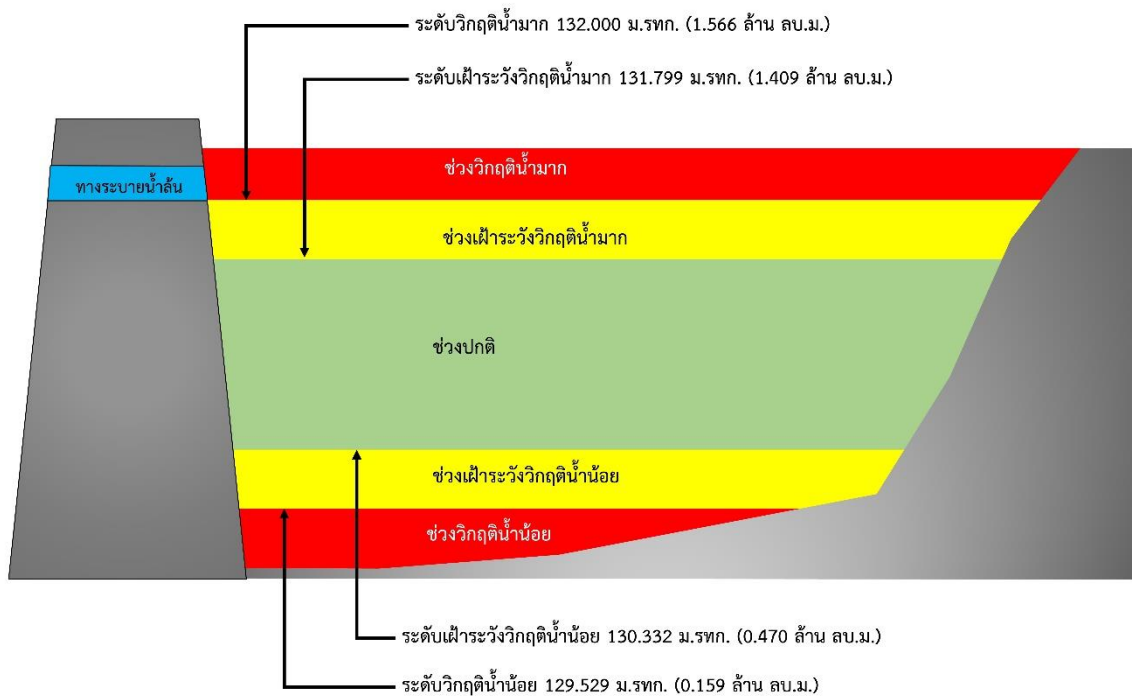 ระดับวิกฤติน้ำมาก 132.000 ม.รทก. (1.566 ล้าน ลบ.ม.)
ระดับเฝ้าระวังวิกฤติน้ำมาก 131.799 ม.รทก. (1.409 ล้าน ลบ.ม.)
ช่วงวิกฤติน้ำมาก
ทางระบายน้ำล้น
ช่วงเฝ้าระวังวิกฤติน้ำมาก
ช่วงปกติ
ช่วงเฝ้าระวังวิกฤติน้ำน้อย
ช่วงวิกฤติน้ำน้อย
ระดับเฝ้าระวังวิกฤติน้ำน้อย 130.332 ม.รทก. (0.470 ล้าน ลบ.ม.)
ระดับวิกฤติน้ำน้อย 129.529 ม.รทก. (0.159 ล้าน ลบ.ม.)